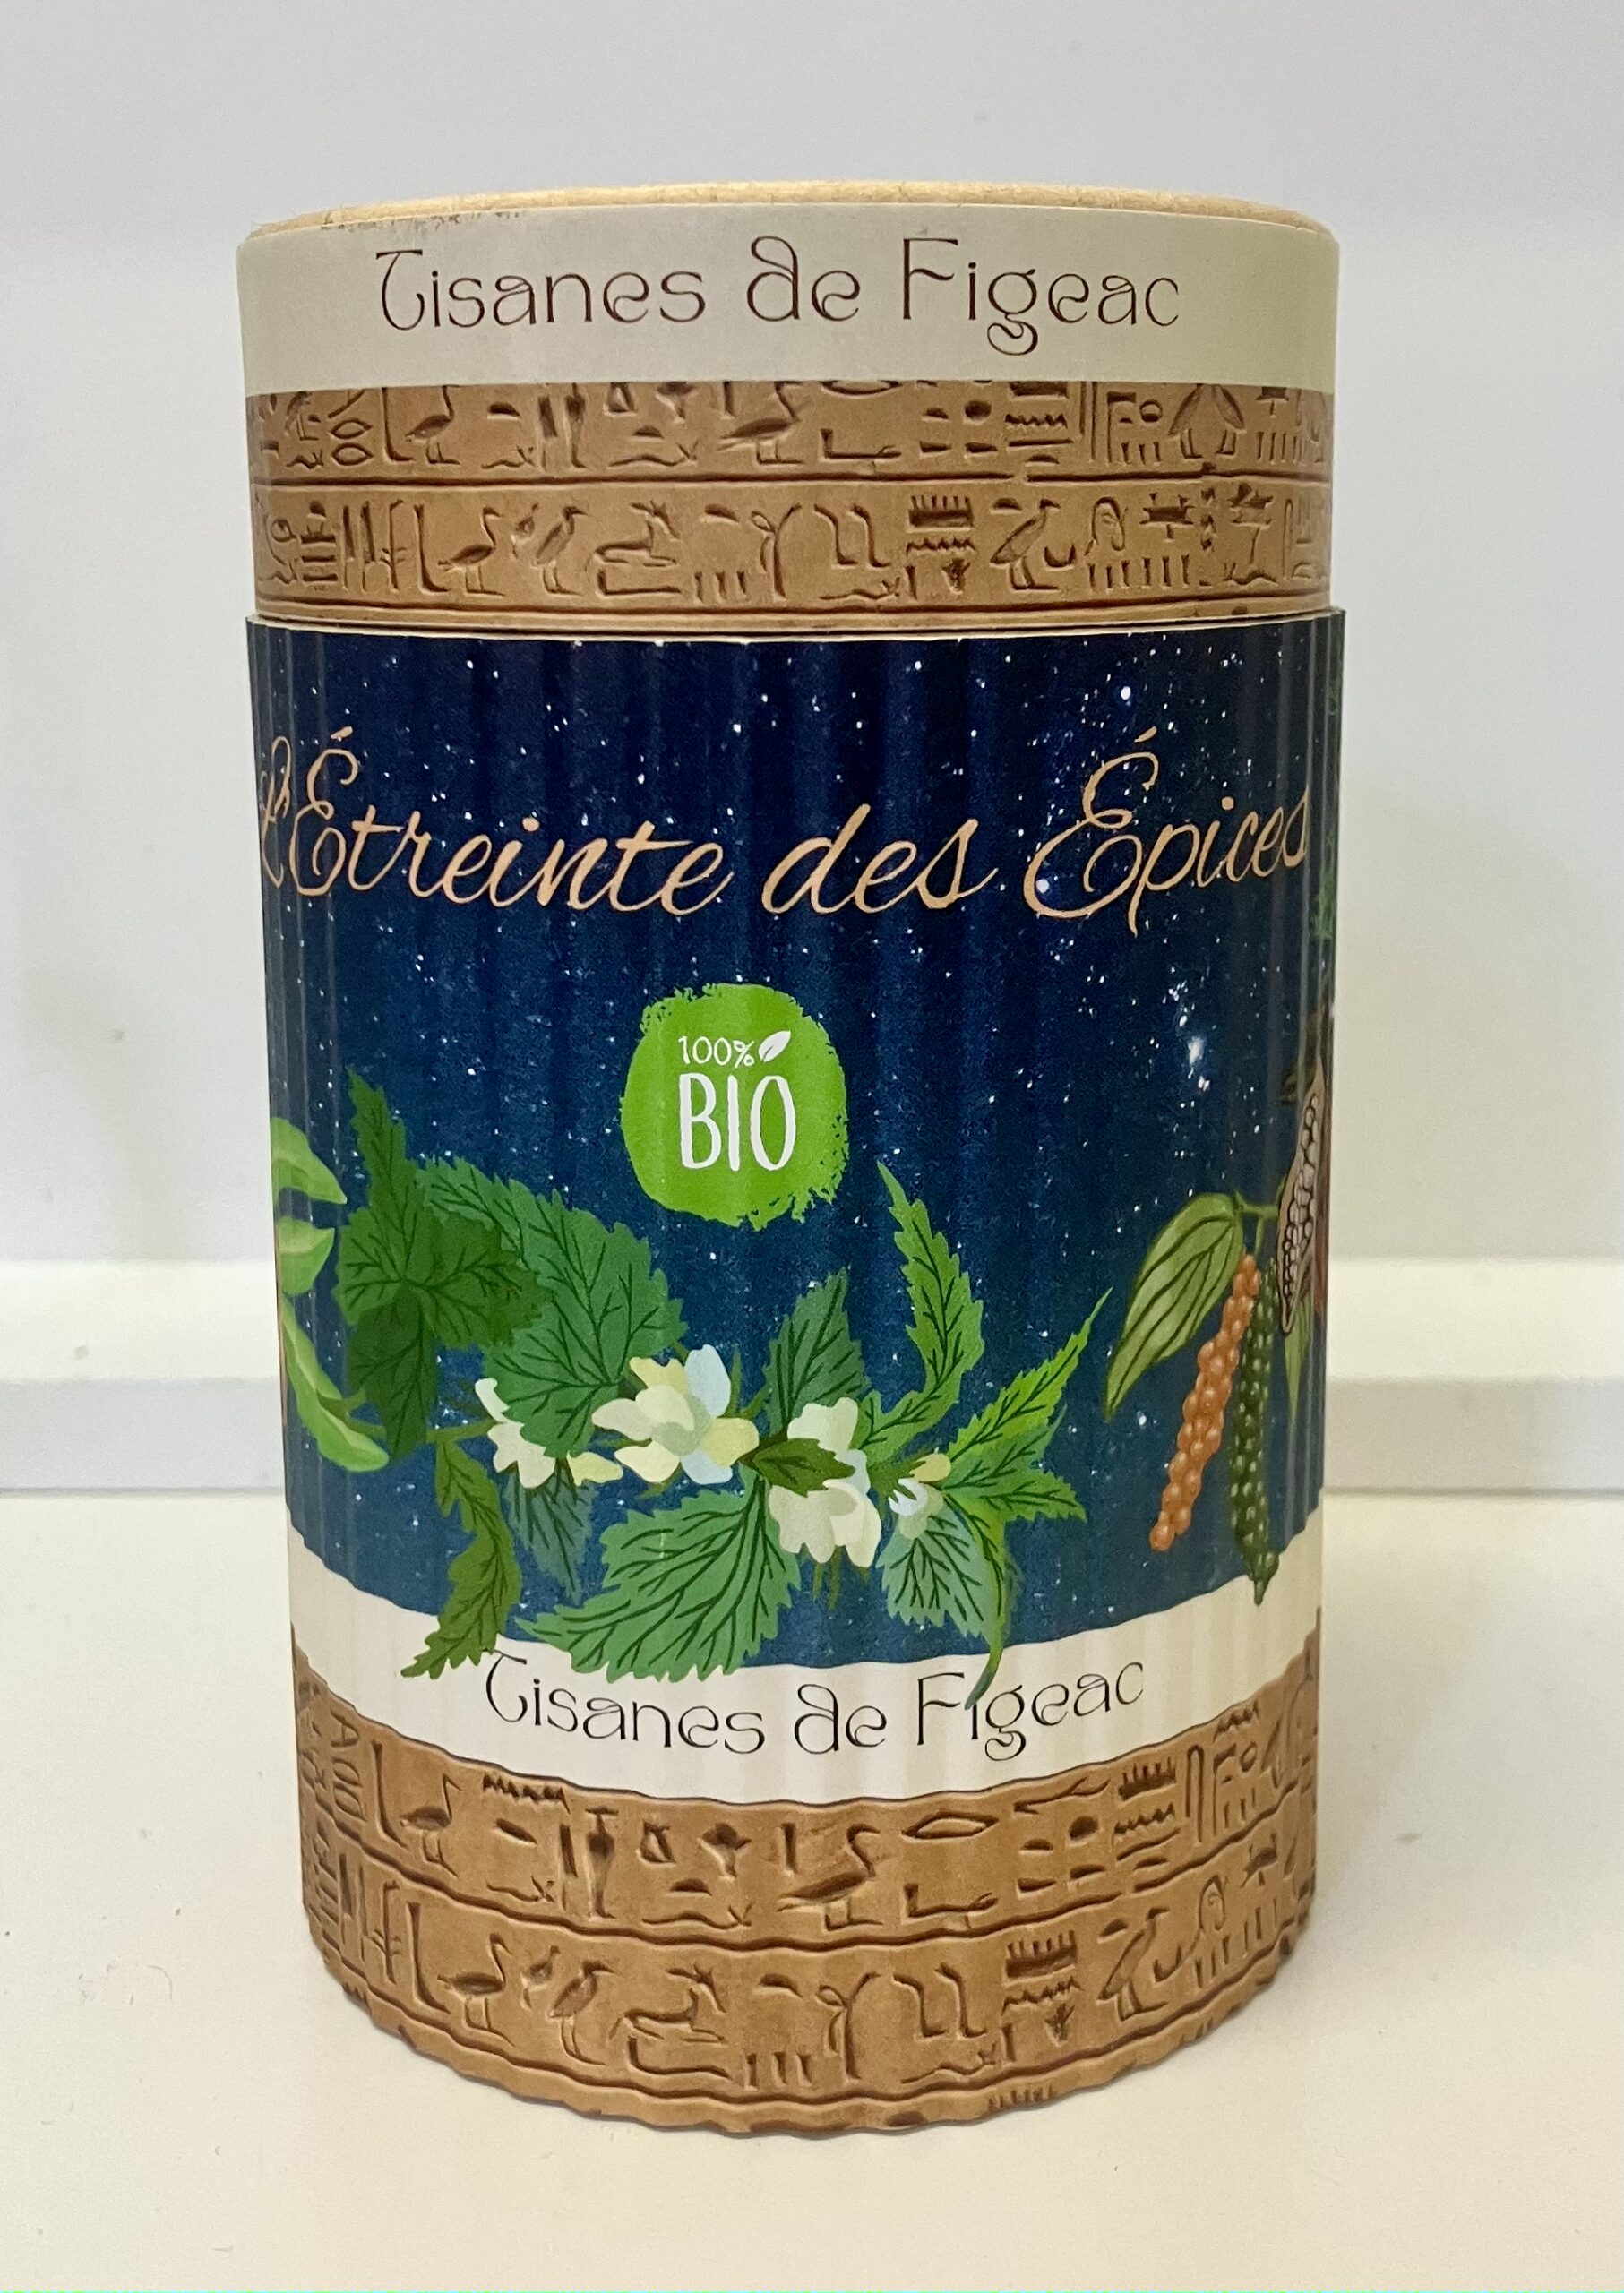 Tisanes de Figeac
l'Étreinte des Épices
100%
BIO
Tisanes de Figeac